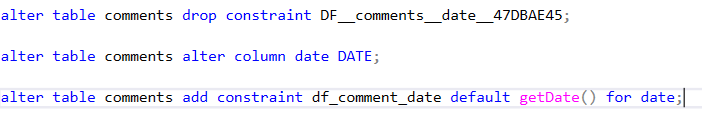 alter table comments drop constraint DF__comments__date__47DBAE45;
alter table comments alter column date DATE;
alter table comments add constraint df_comment_date default getDate() for date;